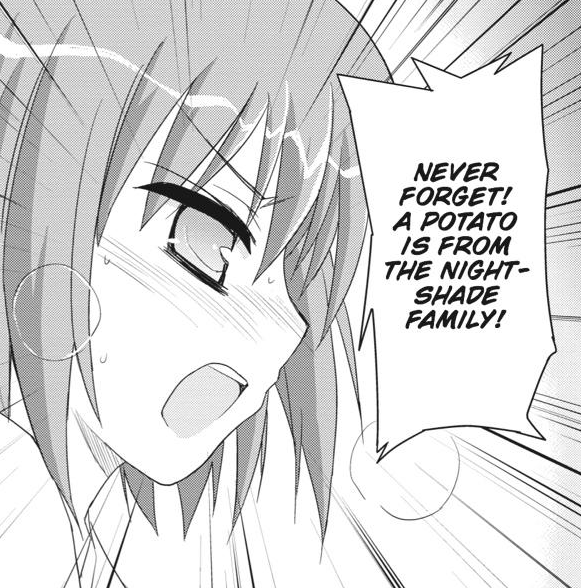 NEVER
FORGET!
A POTATO
IS FROM
THE NIGHT-
SHADE
FAMILY!